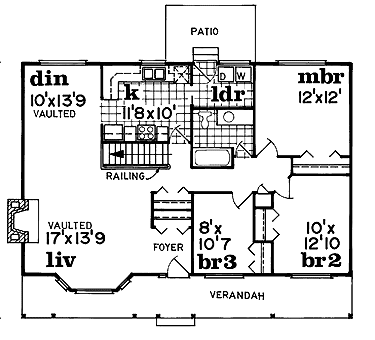 PATIO
din
10'x13'9
VAULTED
k
11'8x10'
D W
ldr
mbr
12'x12'
RAILING
VAULTED
17'x13'9
liv
FOYER
8'x
10'7
br3
10'x
12'10
br2
VERANDAH